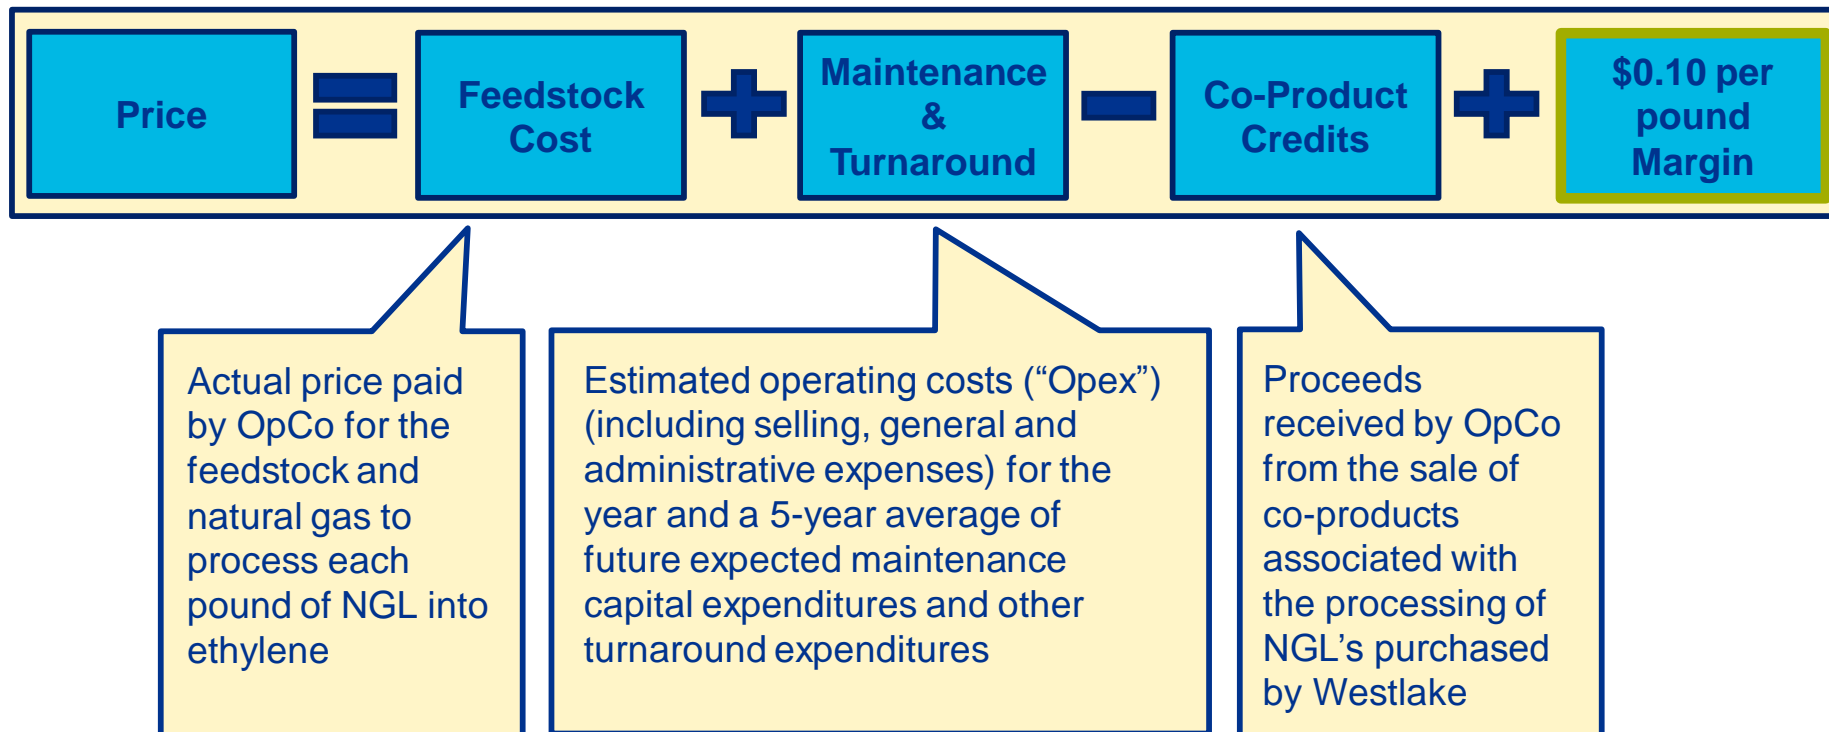 Price
Feedstock
Cost
Maintenance
&
Turnaround
Co-Product
Credits
$0.10 per
pound
Margin
Actual price paid
by OpCo for the
feedstock and
natural gas to
process each
pound of NGL into
ethylene
Estimated operating costs (“Opex”)
(including selling, general and
administrative expenses) for the
year and a 5-year average of
future expected maintenance
capital expenditures and other
turnaround expenditures
Proceeds
received by OpCo
from the sale of
co-products
associated with
the processing of
NGL’s purchased
by Westlake